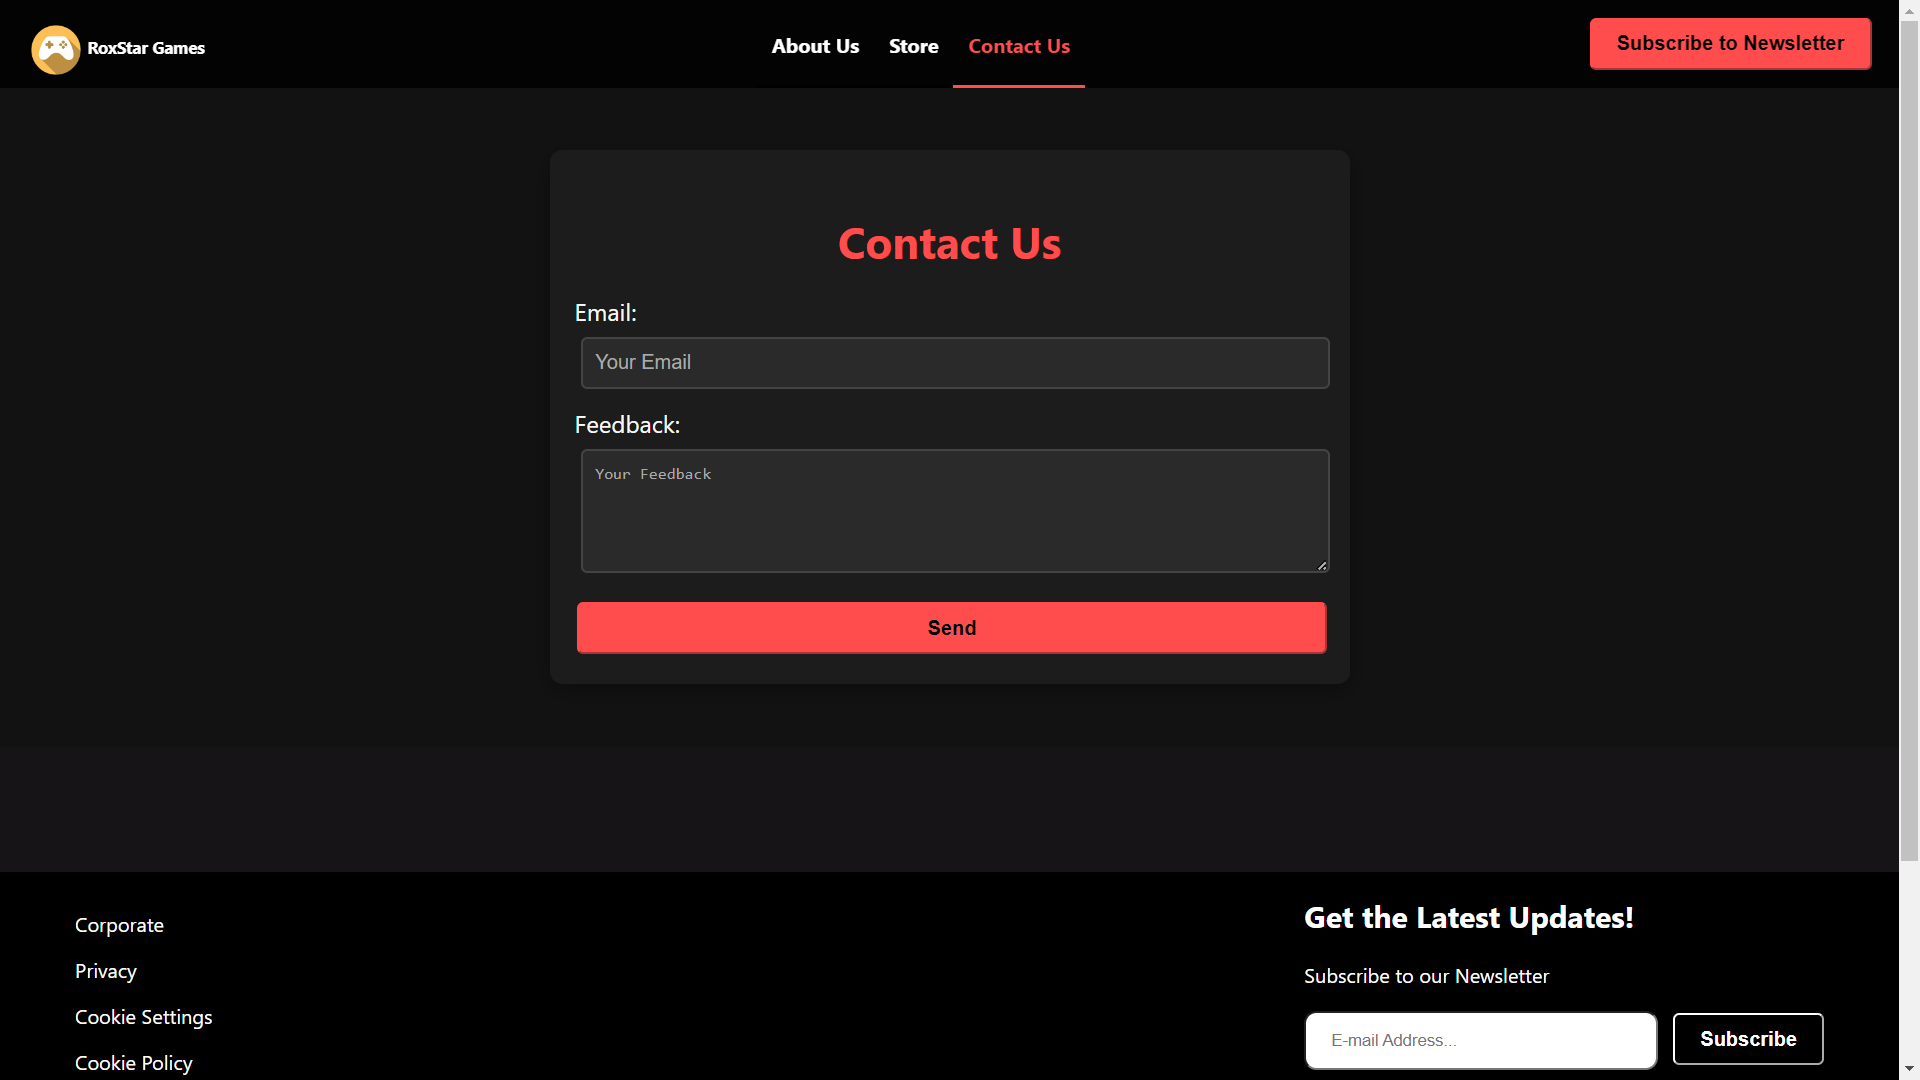 RoxStar Games
About Us Store Contact Us
Subscribe to Newsletter
Contact Us
Email:
Your Email
Feedback:
Your Feedback
Send
Corporate
Privacy
Cookie Settings
Cookie Policy
Get the Latest Updates!
Subscribe to our Newsletter
E-mail Address...
Subscribe